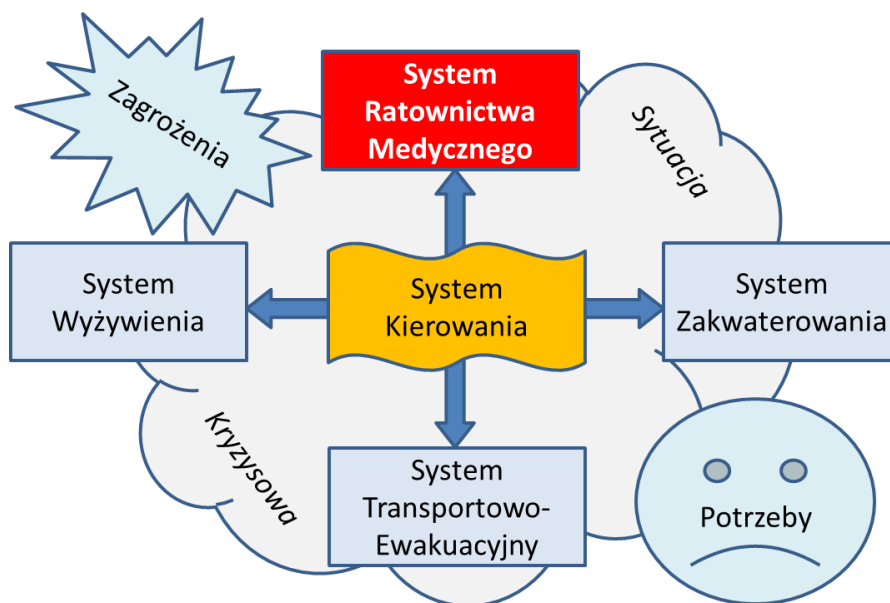 Zagrożenia
System
Ratownictwa
Medycznego
Sytuacja
System
Wyżywienia
System
Kierowania
System
Zakwaterowania
Kryzysowa
System
Transportowo-
Ewakuacyjny
Potrzeby